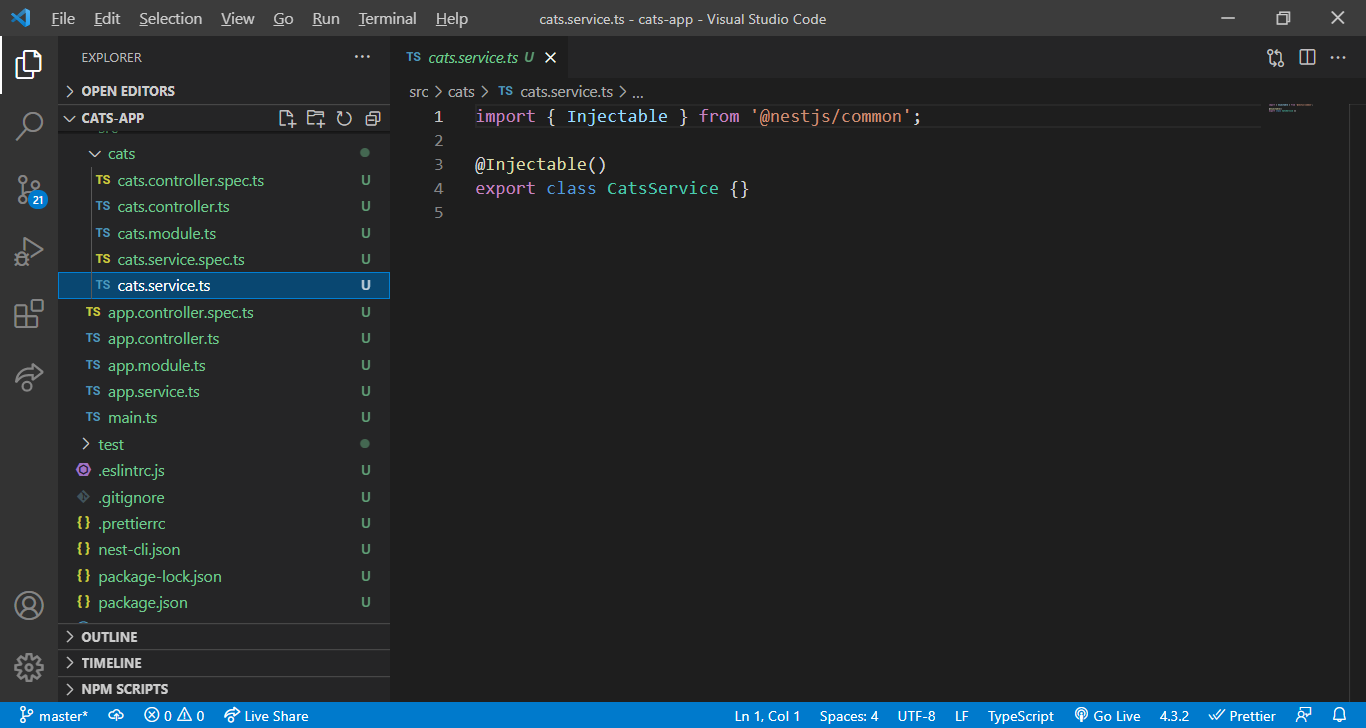 File Edit Selection View Go Run Terminal Help cats.service.ts - cats-app - Visual Studio Code
EXPLORER
OPEN EDITORS
CATS-APP
src
cats
TS cats.controller.spec.ts U
TS cats.controller.ts U
TS cats.module.ts U
TS cats.service.spec.ts U
TS cats.service.ts U
TS app.controller.spec.ts U
TS app.controller.ts U
TS app.module.ts U
TS app.service.ts U
TS main.ts U
test
.eslintrc.js U
.gitignore U
{} .prettierrc U
{} nest-cli.json U
{} package-lock.json U
{} package.json U
OUTLINE
TIMELINE
NPM SCRIPTS
21
TS cats.service.ts U
src > cats > TS cats.service.ts > ...
1 import { Injectable } from '@nestjs/common';
2
3 @Injectable()
4 export class CatsService {}
5
master* 0 0 Live Share Ln 1, Col 1 Spaces: 4 UTF-8 LF TypeScript Go Live 4.3.2 Prettier